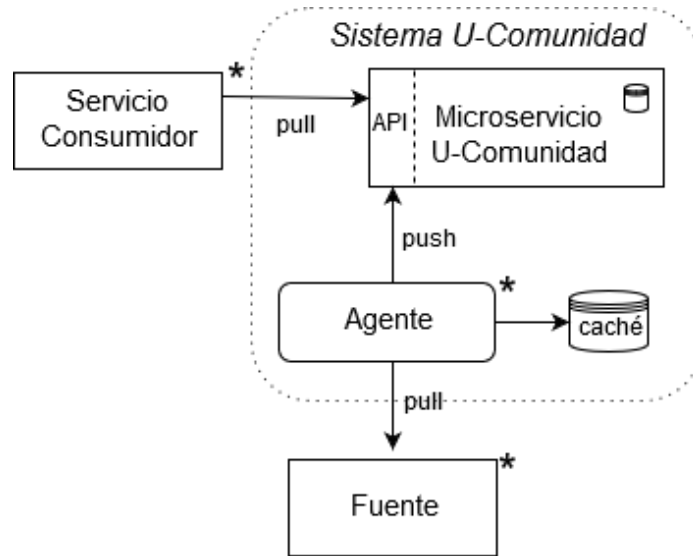 Sistema U-Comunidad
*
Servicio
Consumidor
pull
API
Microservicio
U-Comunidad
push
*
Agente
caché
pull
*
Fuente